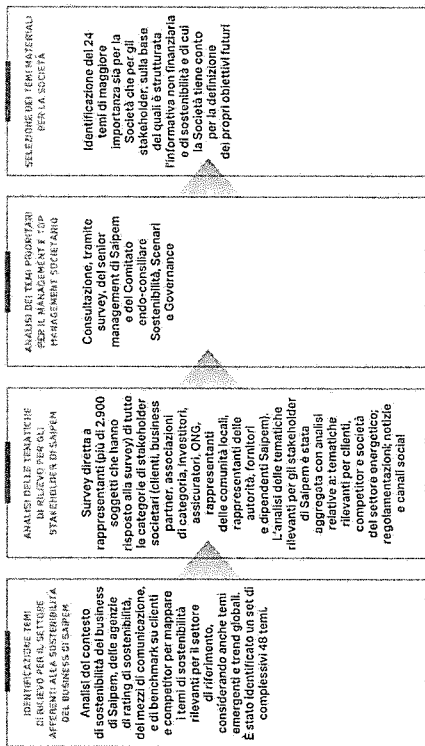 IDENTIFICAZIONE TEMI
DI RILIEVO PER IL SETTORE
AFFERENTI ALLA SOSTENIBILITÀ
DEL BUSINESS DI SAIPEM
Analisi del contesto
di sostenibilità del business
di Saipem, delle agenzie
di rating di sostenibilità,
dei mezzi di comunicazione,
e di benchmark su clienti
e competitor per mappare
i temi di sostenibilità
rilevanti per il settore
di riferimento,
considerando anche temi
emergenti e trend globali.
È stato identificato un set di
complessivi 48 temi.
ANALISI DELLE TEMATICHE
DI RILIEVO PER GLI
STAKEHOLDER DI SAIPEM
Survey diretta a
rappresentanti (più di 2.900
soggetti che hanno
risposto alla survey) di tutte
le categorie di stakeholder
societari (clienti, business
partner, associazioni
di categoria, investitori,
assicuratori, ONG,
rappresentanti
delle comunità locali,
rappresentanti delle
autorità, fornitori
e dipendenti Saipem).
L'analisi delle tematiche
rilevanti per gli stakeholder
di Saipem è stata
aggregata con analisi
relative a: tematiche
rilevanti per clienti,
competitor e società
del settore energetico;
regolamentazioni; notizie
e canali social
ANALISI DEI TEMI PRIORITARI
PER IL MANAGEMENT E TOP
MANAGEMENT SOCIETARIO
Consultazione, tramite
survey, del senior
management di Saipem
e del Comitato
endo-consiliare
Sostenibilità, Scenari
e Governance
SELEZIONE DEI TEMI MATERIALI
PER LA SOCIETÀ
Identificazione dei 24
temi di maggiore
importanza sia per la
Società che per gli
stakeholder, sulla base
dei quali è strutturata
l'informativa non finanziaria
e di sostenibilità e di cui
la Società tiene conto
per la definizione
dei propri obiettivi futuri